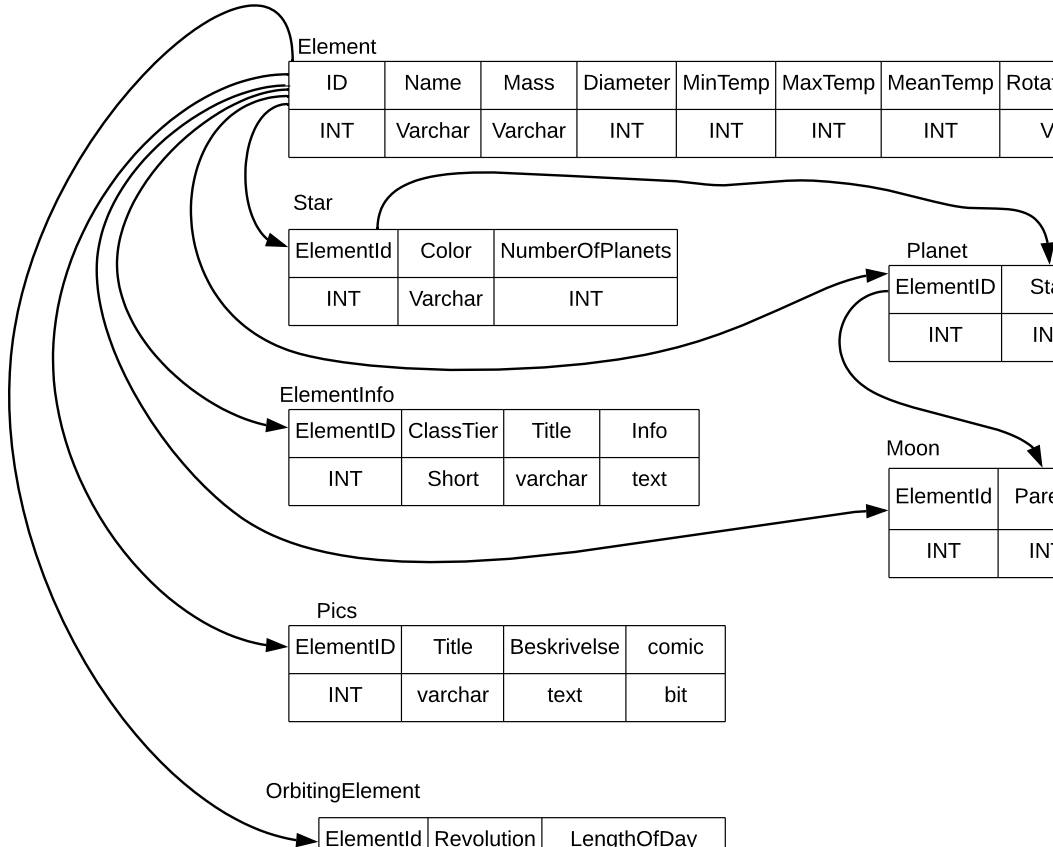 Element
ID Name Mass Diameter MinTemp MaxTemp MeanTemp
INT Varchar Varchar INT INT INT INT V
Star
ElementId Color NumberOfPlanets
INT Varchar INT
Planet
ElementID
INT
ElementInfo
ElementID ClassTier Title Info
INT Short varchar text
Moon
ElementId
INT
Pics
ElementID Title Beskrivelse comic
INT varchar text bit
OrbitingElement
ElementId Revolution LengthOfDay